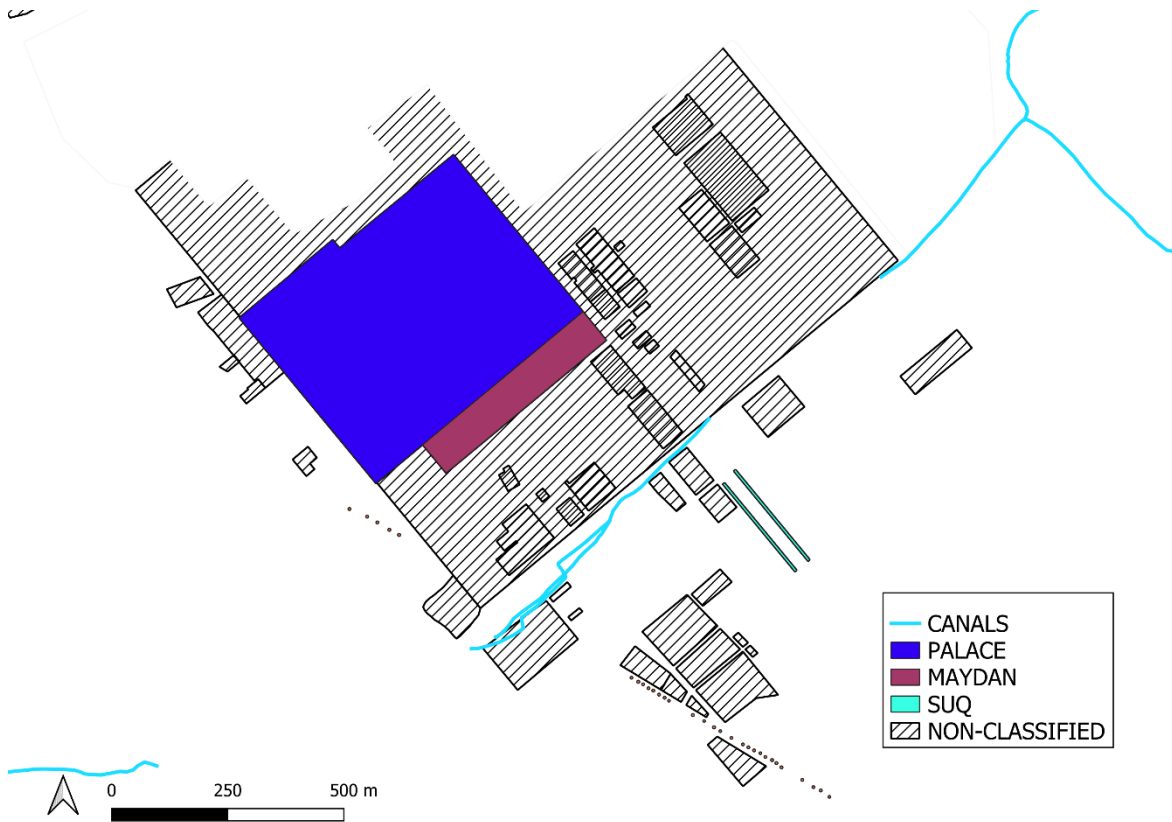 CANALS
PALACE
MAYDAN
SUQ
NON-CLASSIFIED
0 250 500 m